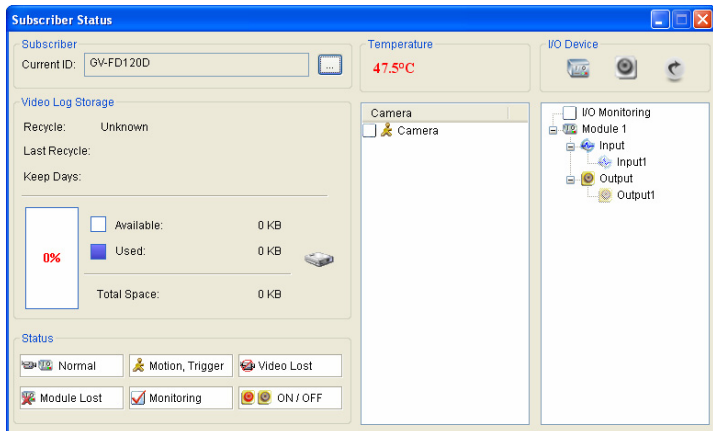 Subscriber Status
Subscriber
Current ID: GV-FD120D ...
Temperature
47.5°C
I/O Device
Video Log Storage
Recycle: Unknown
Last Recycle:
Keep Days:
0%
Available: 0 KB
Used: 0 KB
Total Space: 0 KB
Camera
Camera
I/O Monitoring
Module 1
Input
Input1
Output
Output1
Status
Normal
Motion, Trigger
Video Lost
Module Lost
Monitoring
ON / OFF